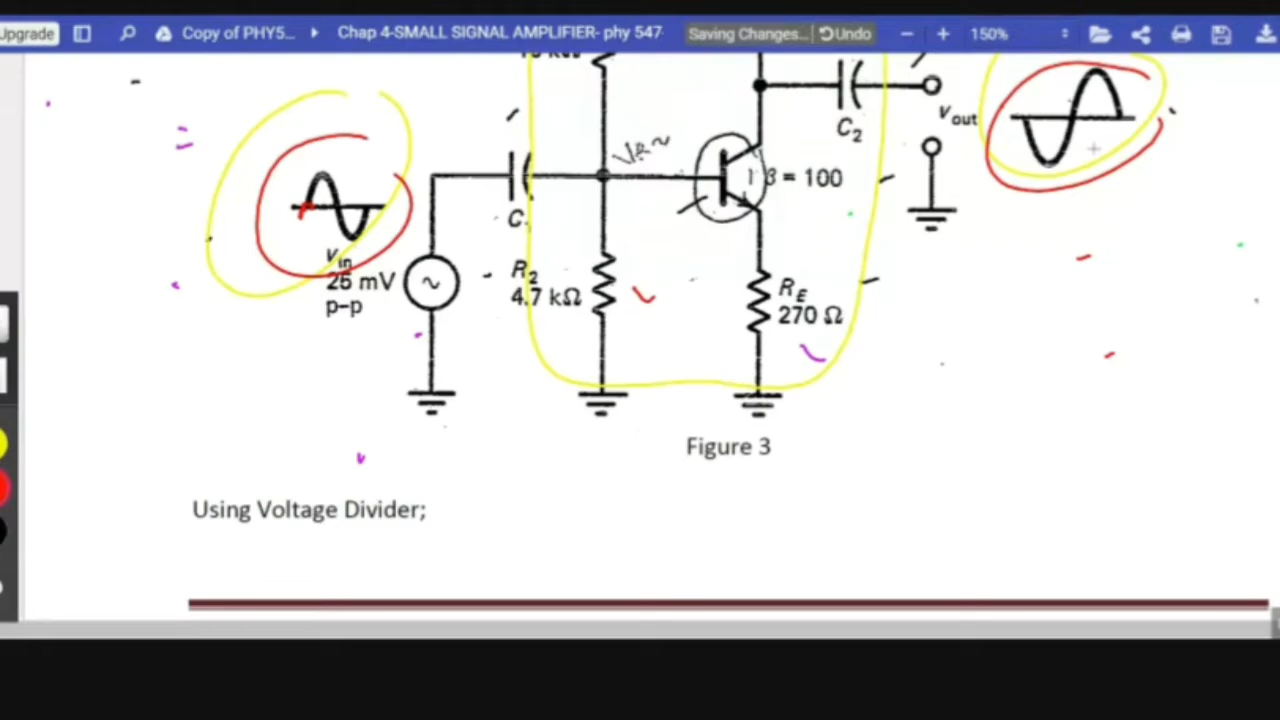 Upgrade Copy of PHY5... Chap 4-SMALL SIGNAL AMPLIFIER- phy 547 Saving Changes... Undo − + 150%
C2
Vout
VB~
β = 100
C
Vin
25 mV
p-p
R2
4.7 kΩ
RE
270 Ω
Figure 3
Using Voltage Divider;